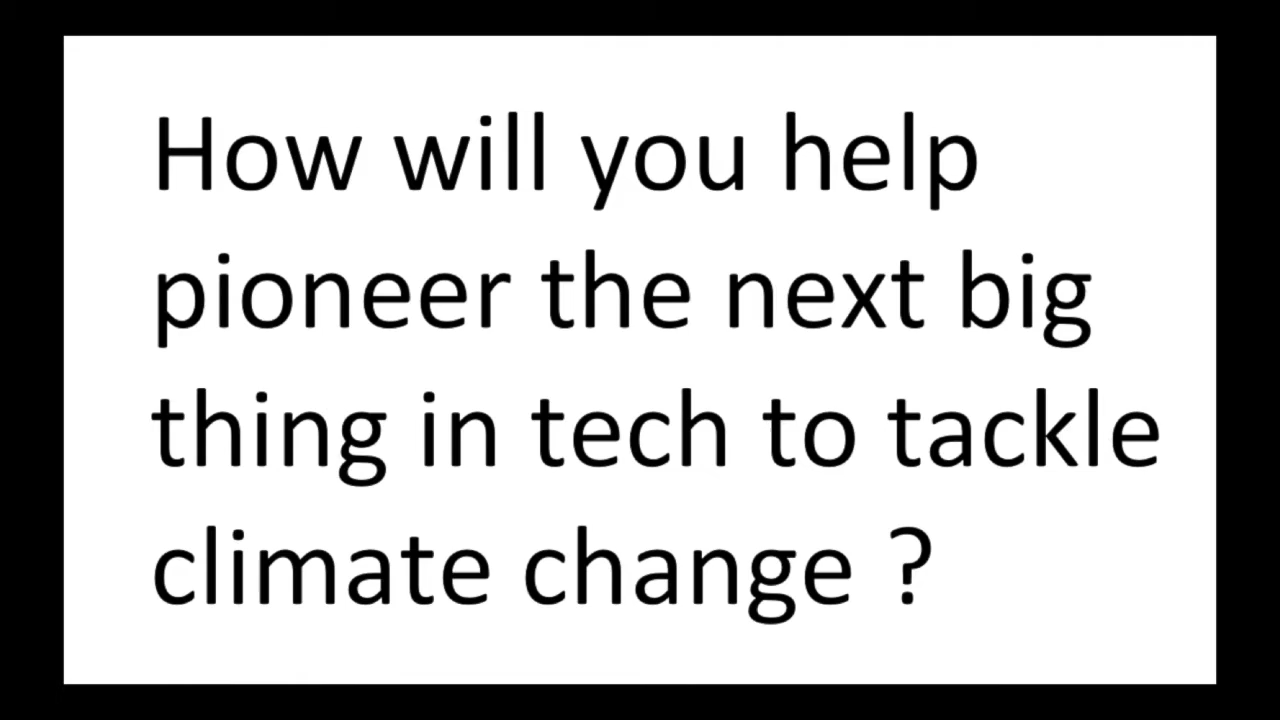 How will you help
pioneer the next big
thing in tech to tackle
climate change ?